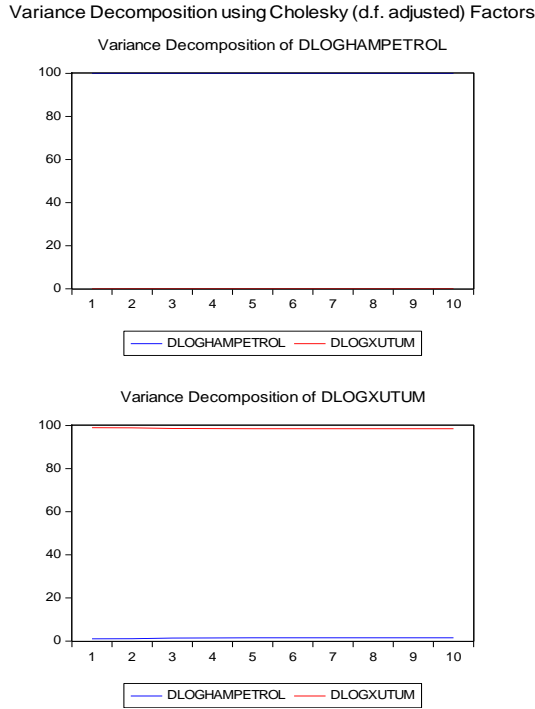 Variance Decomposition using Cholesky (d.f. adjusted) Factors
Variance Decomposition of DLOGHAMPETROL
100
80
60
40
20
0
1 2 3 4 5 6 7 8 9 10
DLOGHAMPETROL DLOGXUTUM
Variance Decomposition of DLOGXUTUM
100
80
60
40
20
0
1 2 3 4 5 6 7 8 9 10
DLOGHAMPETROL DLOGXUTUM